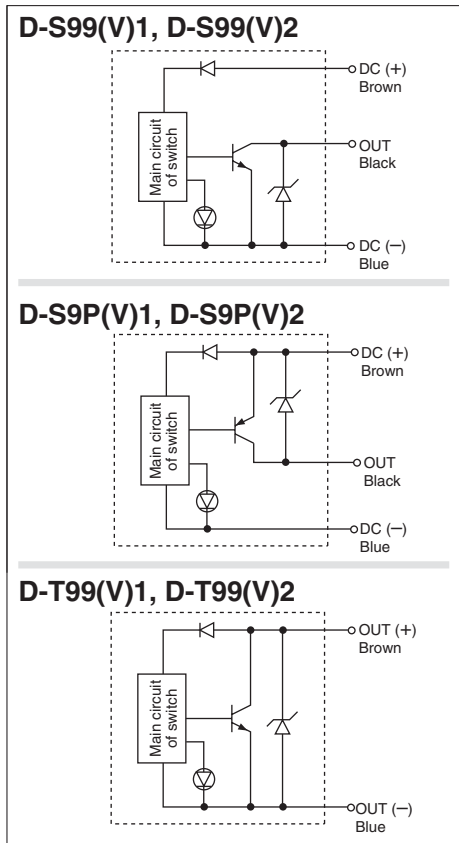 D-S99(V)1, D-S99(V)2
DC (+)
Brown
Main circuit
of switch
OUT
Black
DC (−)
Blue
D-S9P(V)1, D-S9P(V)2
DC (+)
Brown
Main circuit
of switch
OUT
Black
DC (−)
Blue
D-T99(V)1, D-T99(V)2
OUT (+)
Brown
Main circuit
of switch
OUT (−)
Blue